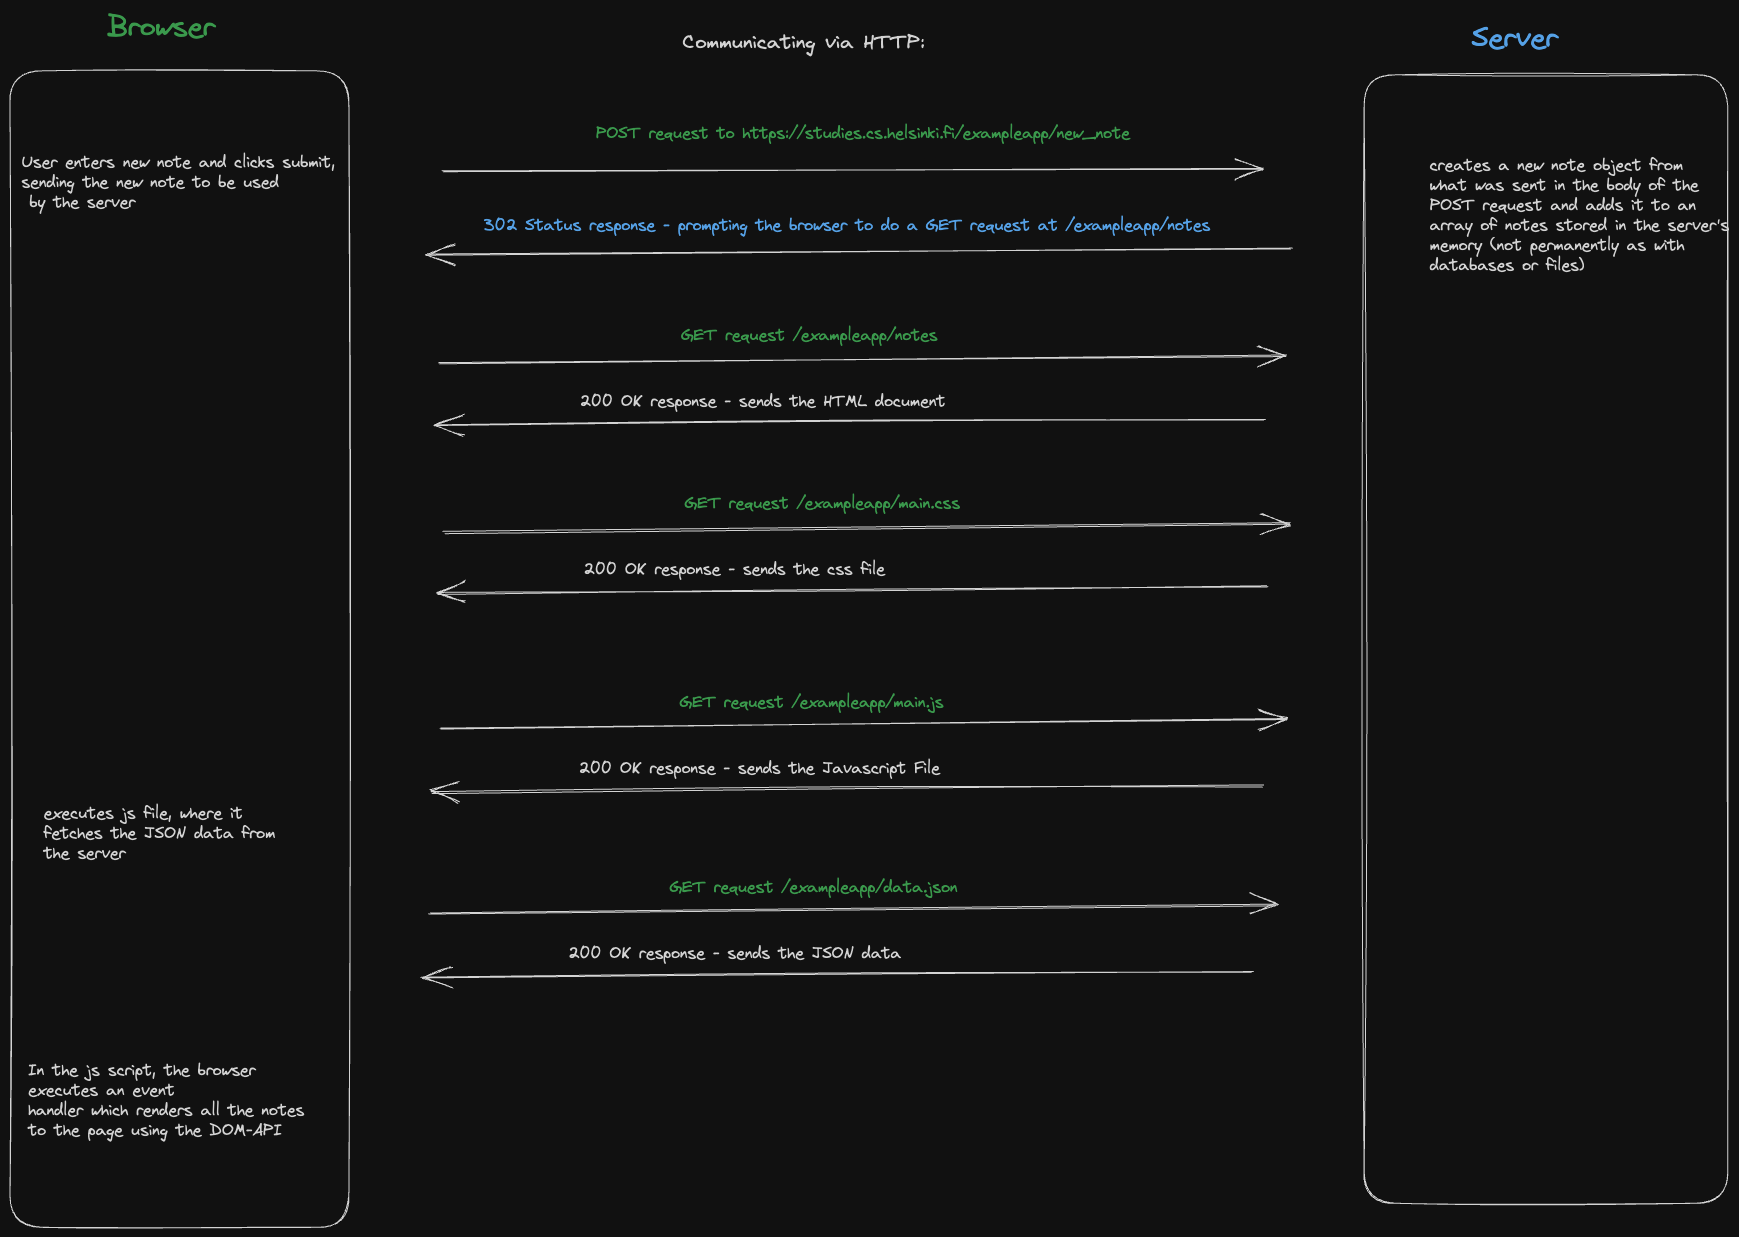 Browser
Communicating via HTTP:
Server
POST request to https://studies.cs.helsinki.fi/exampleapp/new_note
User enters new note and clicks submit,
sending the new note to be used
by the server
creates a new note object from
what was sent in the body of the
POST request and adds it to an
array of notes stored in the server's
memory (not permanently as with
databases or files)
302 Status response - prompting the browser to do a GET request at /exampleapp/notes
GET request /exampleapp/notes
200 OK response - sends the HTML document
GET request /exampleapp/main.css
200 OK response - sends the css file
GET request /exampleapp/main.js
200 OK response - sends the Javascript File
executes js file, where it
fetches the JSON data from
the server
GET request /exampleapp/data.json
200 OK response - sends the JSON data
In the js script, the browser
executes an event
handler which renders all the notes
to the page using the DOM-API